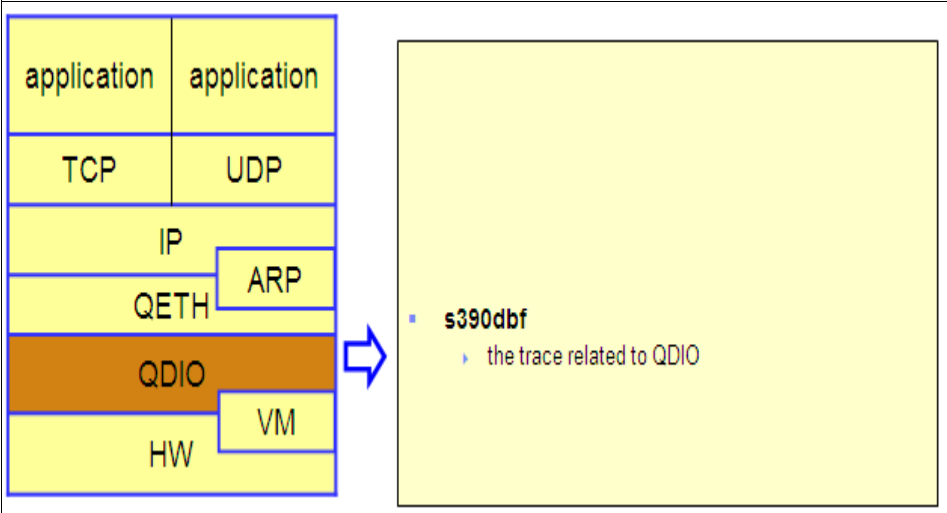 application application
TCP UDP
IP
ARP
QETH
QDIO
VM
HW
s390dbf
the trace related to QDIO